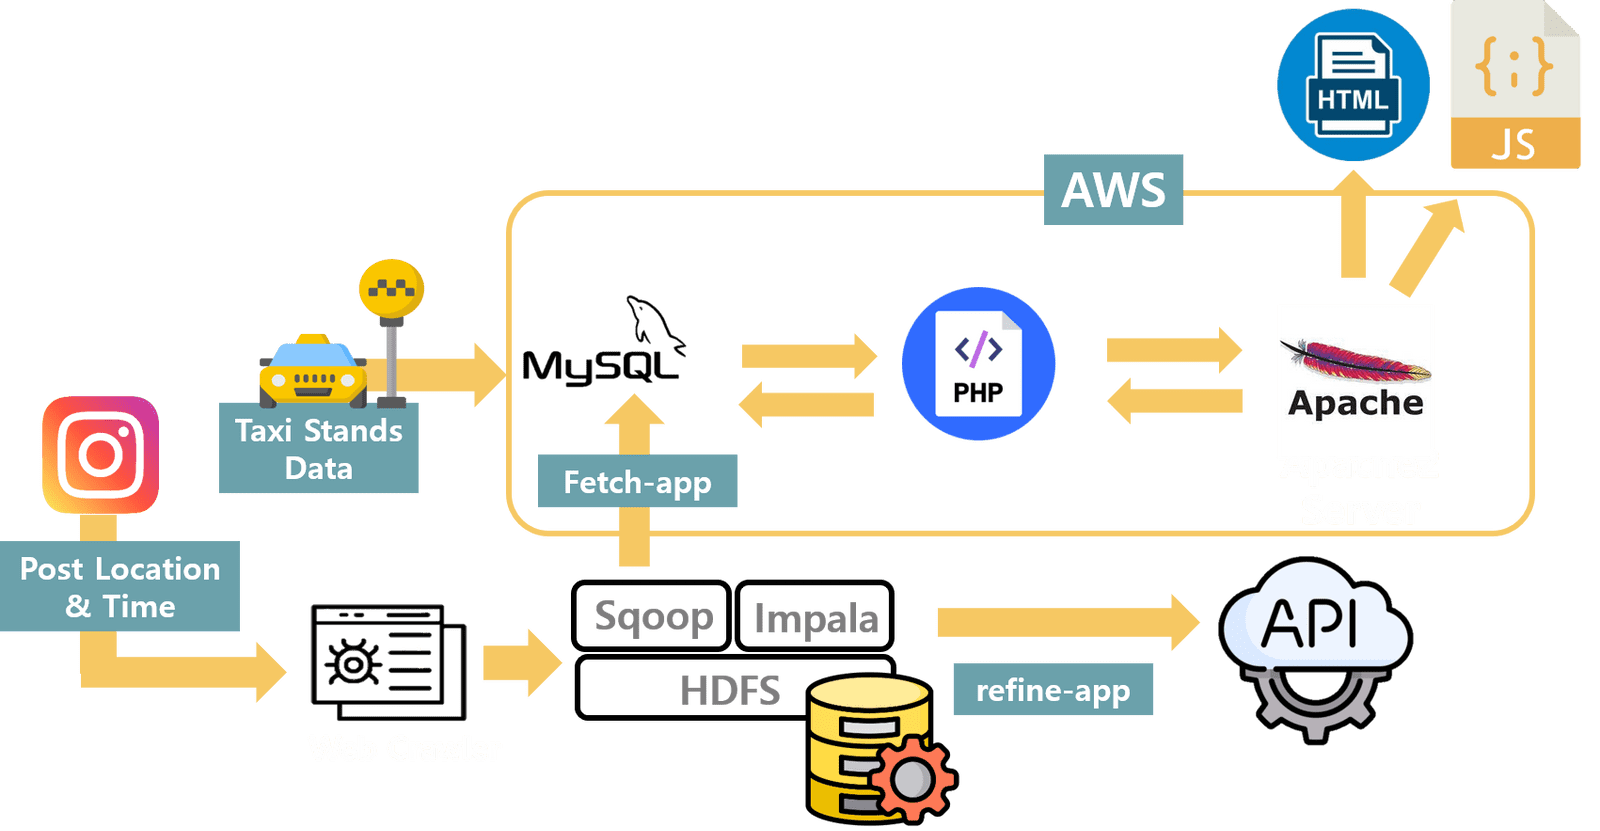 HTML
{;}
JS
AWS
MySQL
</>
PHP
Apache
Taxi Stands
Data
Fetch-app
Post Location
& Time
Sqoop
Impala
HDFS
refine-app
API